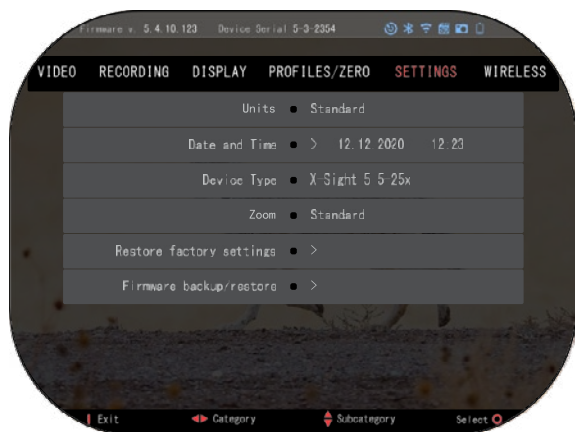 Firmware v. 5.4.10.123 Device Serial 5-3-2354
VIDEO RECORDING DISPLAY PROFILES/ZERO SETTINGS WIRELESS
Units ● Standard
Date and Time ● > 12.12 2020 12.23
Device Type ● X-Sight 5 5-25x
Zoom ● Standard
Restore factory settings ● >
Firmware backup/restore ● >
Exit Category Subcategory Select